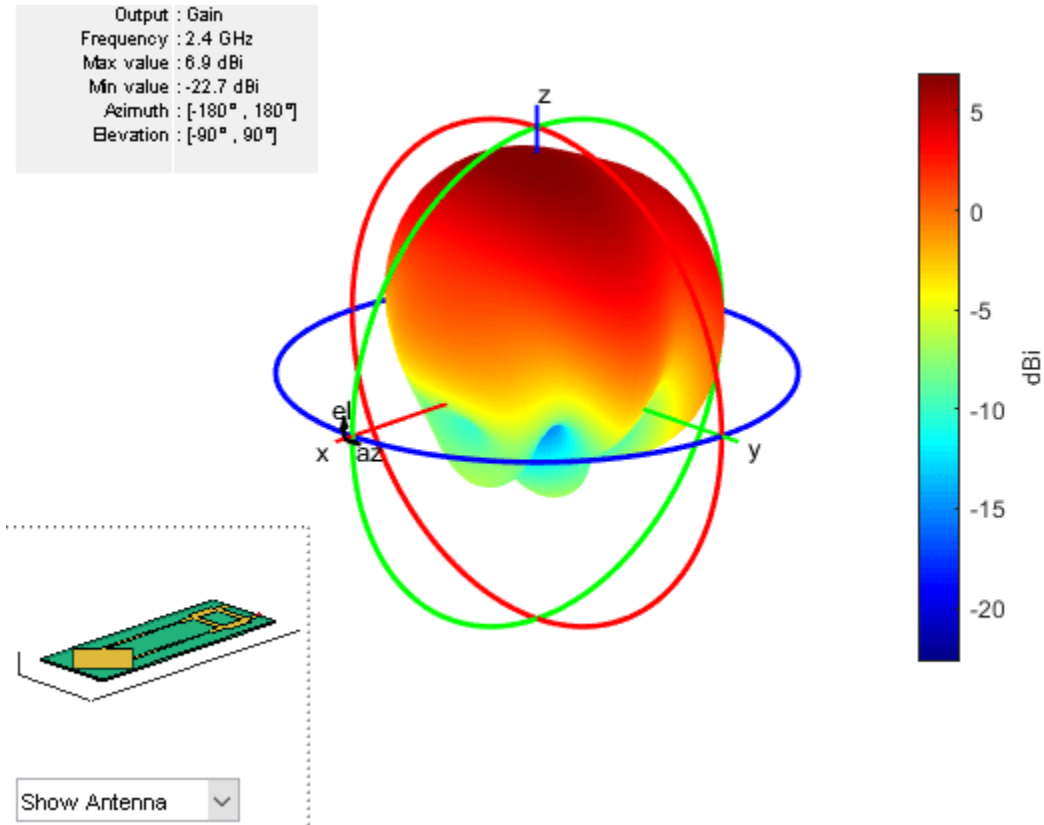 Output : Gain
Frequency : 2.4 GHz
Max value : 6.9 dBi
Min value : -22.7 dBi
Azimuth : [-180° , 180°]
Elevation : [-90° , 90°]
z
el
x
az
y
5
0
-5
-10
-15
-20
dBi
Show Antenna